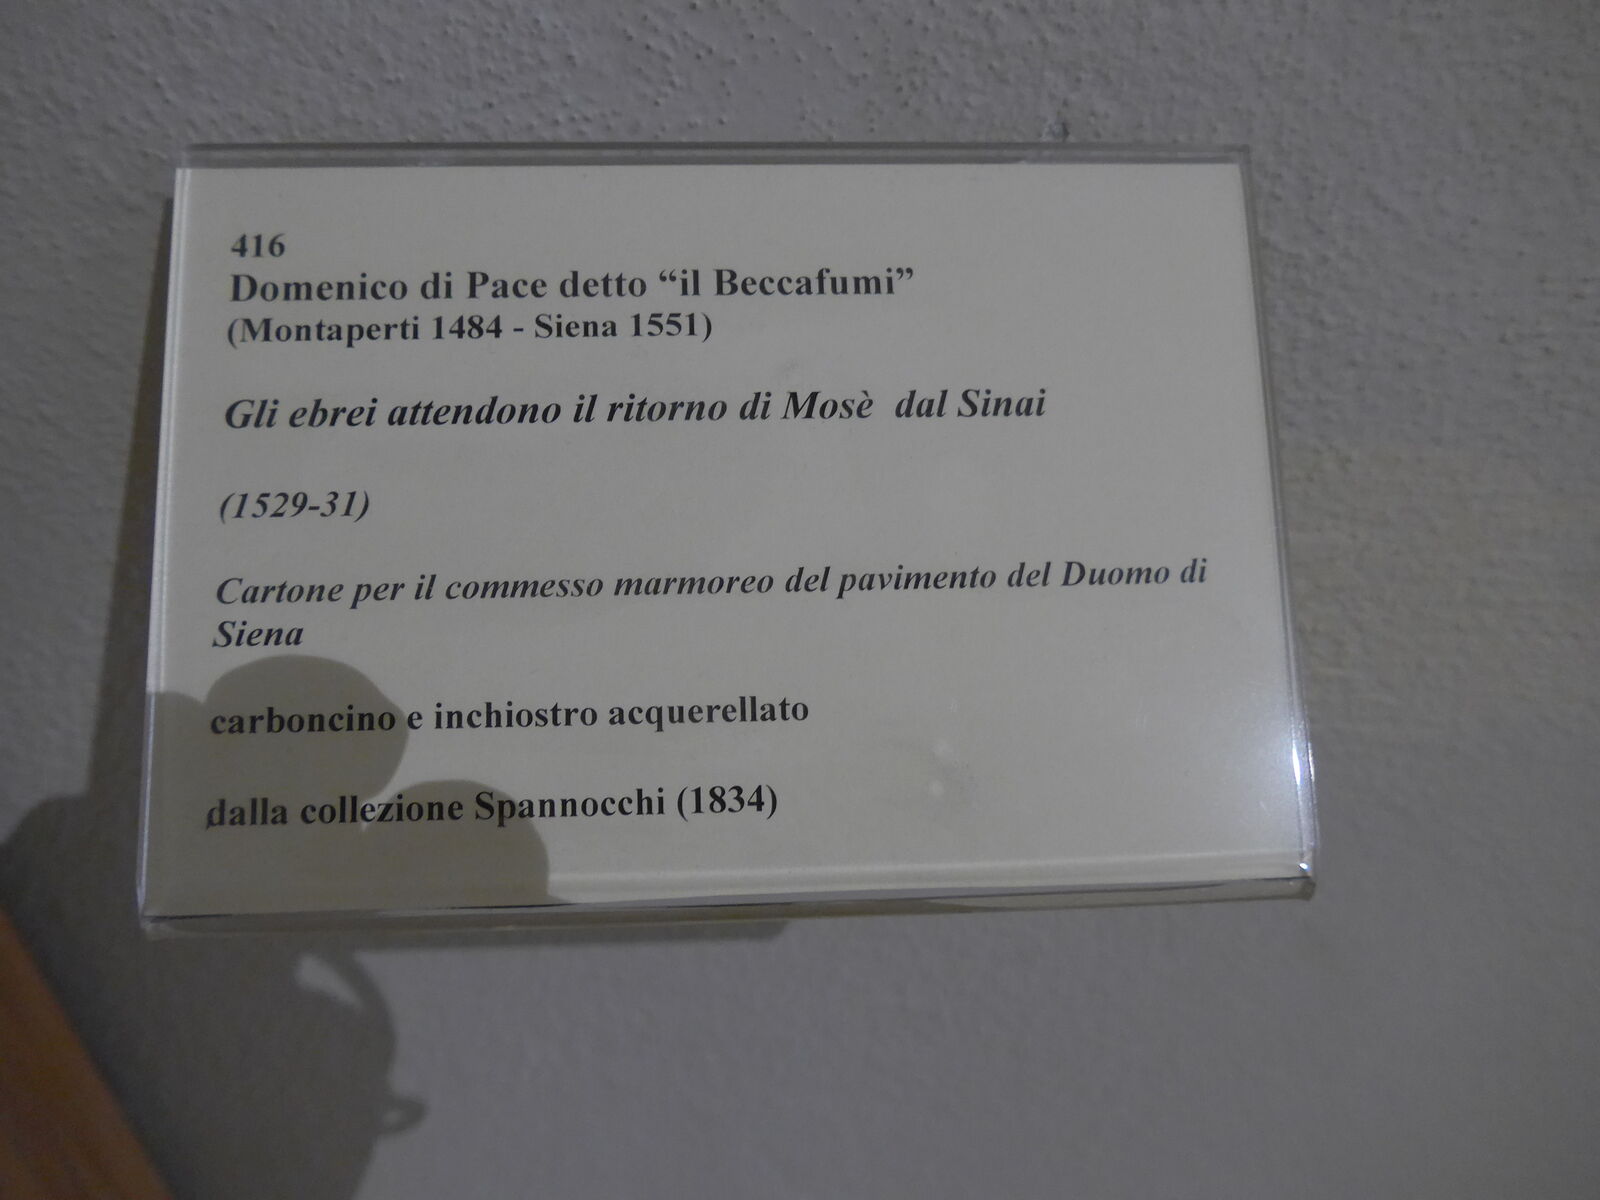 416
Domenico di Pace detto “il Beccafumi”
(Montaperti 1484 - Siena 1551)
Gli ebrei attendono il ritorno di Mosè dal Sinai
(1529-31)
Cartone per il commesso marmoreo del pavimento del Duomo di
Siena
carboncino e inchiostro acquerellato
dalla collezione Spannocchi (1834)